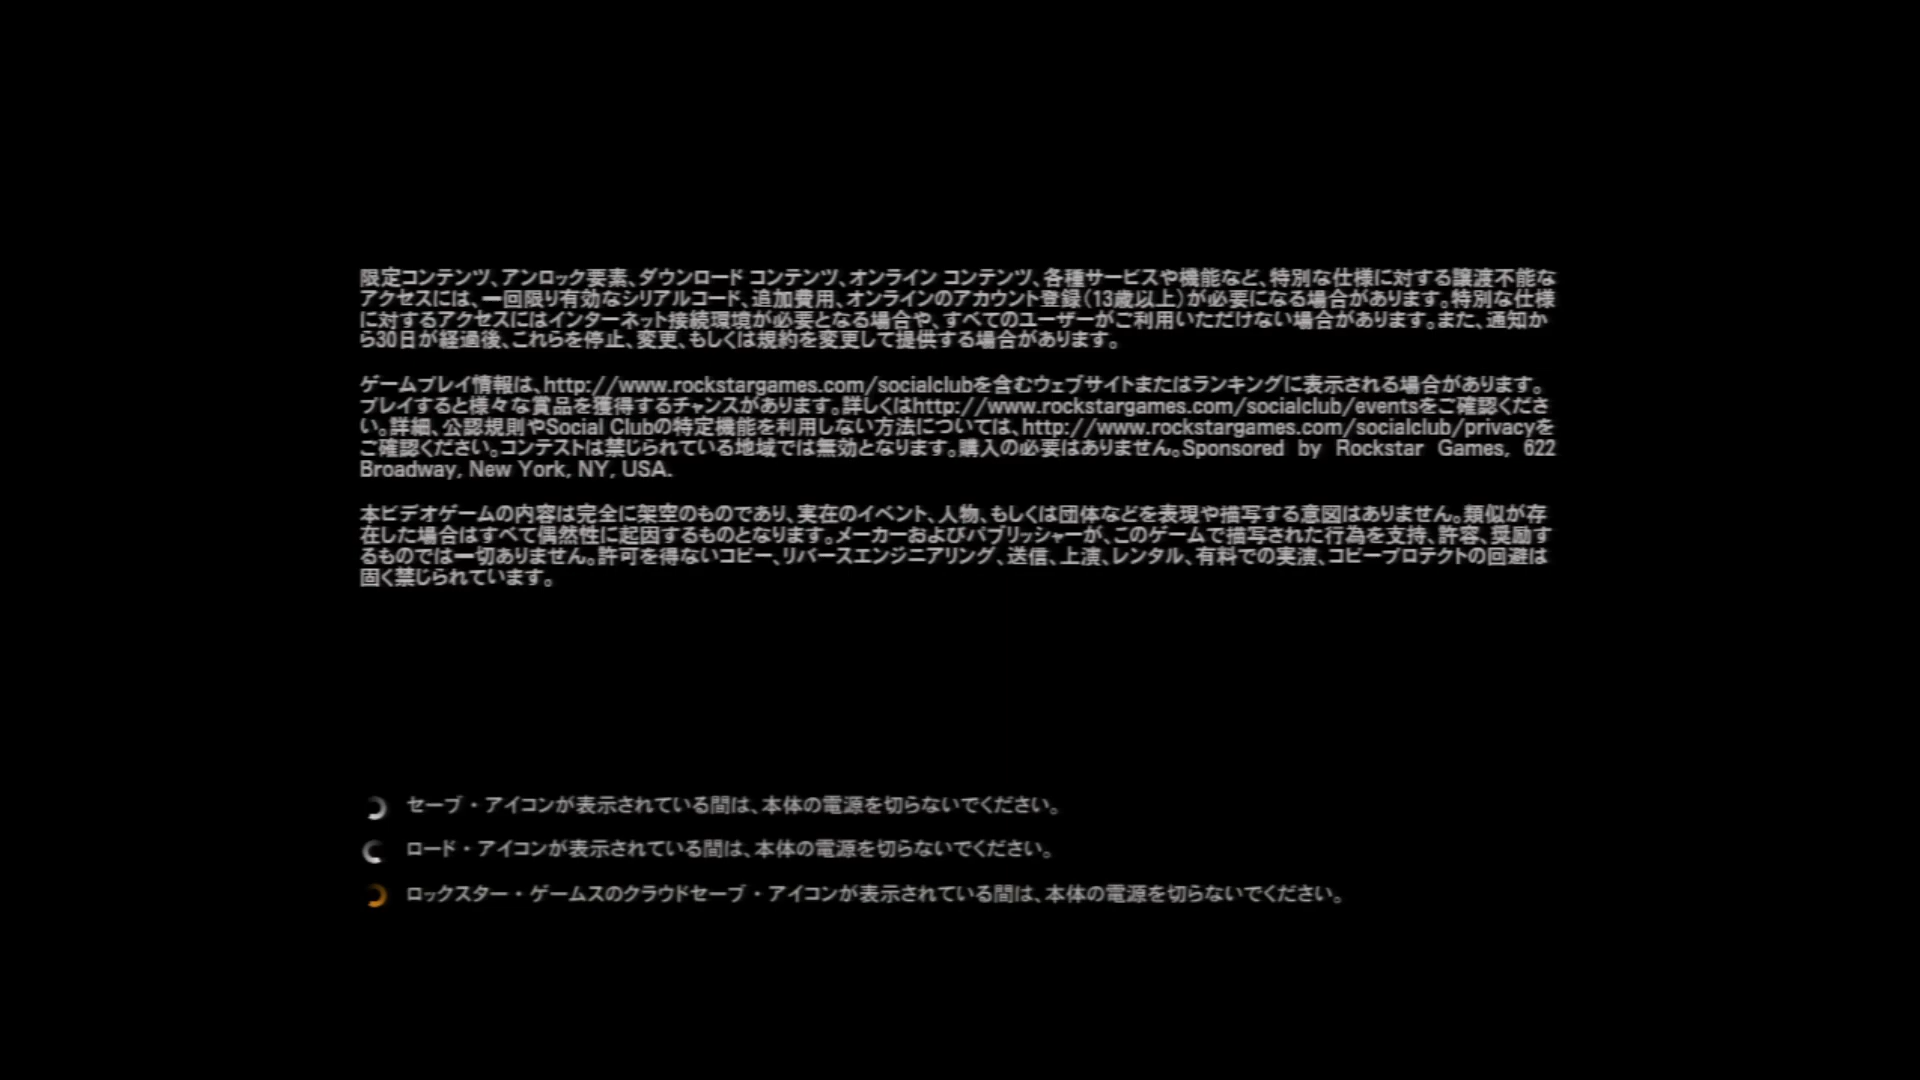 限定コンテンツ、アンロック要素、ダウンロード コンテンツ、オンライン コンテンツ、各種サービスや機能など、特別な仕様に対する譲渡不能な
アクセスには、一回限り有効なシリアルコード、追加費用、オンラインのアカウント登録（13歳以上）が必要になる場合があります。特別な仕様
に対するアクセスにはインターネット接続環境が必要となる場合や、すべてのユーザーがご利用いただけない場合があります。また、通知か
ら30日が経過後、これらを停止、変更、もしくは規約を変更して提供する場合があります。
ゲームプレイ情報は、http://www.rockstargames.com/socialclubを含むウェブサイトまたはランキングに表示される場合があります。
プレイすると様々な賞品を獲得するチャンスがあります。詳しくはhttp://www.rockstargames.com/socialclub/eventsをご確認くださ
い。詳細、公認規則やSocial Clubの特定機能を利用しない方法については、http://www.rockstargames.com/socialclub/privacyを
ご確認ください。コンテストは禁じられている地域では無効となります。購入の必要はありません。Sponsored by Rockstar Games, 622
Broadway, New York, NY, USA.
本ビデオゲームの内容は完全に架空のものであり、実在のイベント、人物、もしくは団体などを表現や描写する意図はありません。類似が存
在した場合はすべて偶然性に起因するものとなります。メーカーおよびパブリッシャーが、このゲームで描写された行為を支持、許容、奨励す
るものでは一切ありません。許可を得ないコピー、リバースエンジニアリング、送信、上演、レンタル、有料での実演、コピープロテクトの回避は
固く禁じられています。
セーブ・アイコンが表示されている間は、本体の電源を切らないでください。
ロード・アイコンが表示されている間は、本体の電源を切らないでください。
ロックスター・ゲームスのクラウドセーブ・アイコンが表示されている間は、本体の電源を切らないでください。